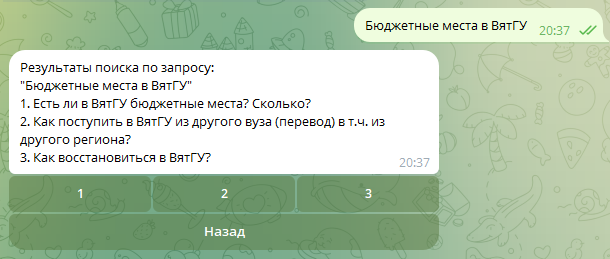 Бюджетные места в ВятГУ 20:37
Результаты поиска по запросу:
"Бюджетные места в ВятГУ"
1. Есть ли в ВятГУ бюджетные места? Сколько?
2. Как поступить в ВятГУ из другого вуза (перевод) в т.ч. из
другого региона?
3. Как восстановиться в ВятГУ?
20:37
1 2 3
Назад